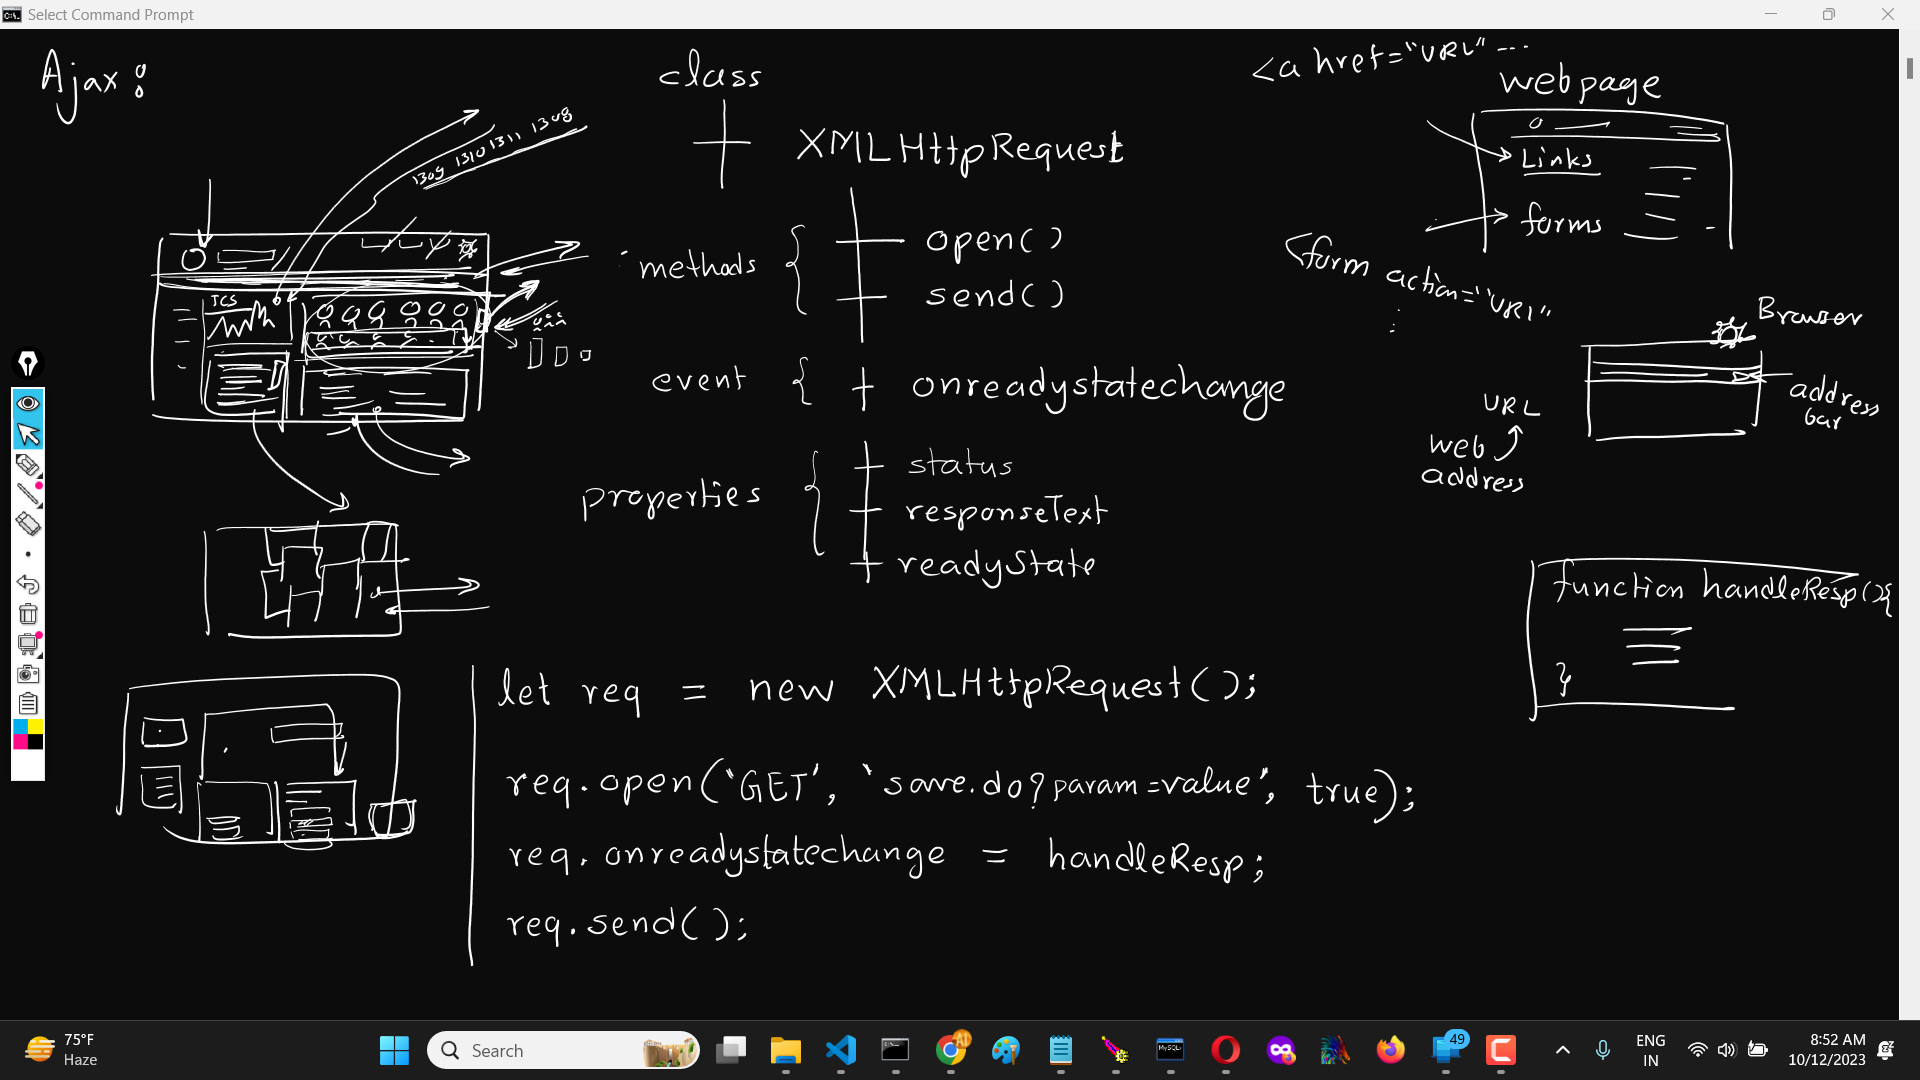 Select Command Prompt
Ajax:
class
XMLHttpRequest
methods { open()
send()
event { onreadystatechange
properties { status
responseText
readyState
<a href="URL" ...
webpage
Links
forms
<form action="URL"
Browser
address bar
URL
web address
1309 1310 1311 1308
TCS
function handleResp(){
}
let req = new XMLHttpRequest();
req.open('GET', 'save.do?param=value', true);
req.onreadystatechange = handleResp;
req.send();
75°F
Haze
Search
49
ENG
IN
8:52 AM
10/12/2023